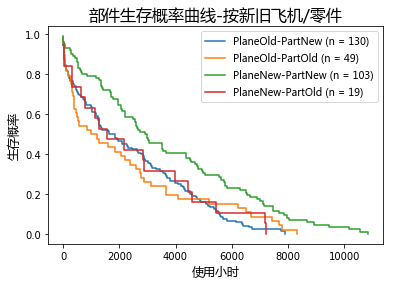 部件生存概率曲线-按新旧飞机/零件
PlaneOld-PartNew (n = 130)
PlaneOld-PartOld (n = 49)
PlaneNew-PartNew (n = 103)
PlaneNew-PartOld (n = 19)
生存概率
1.0
0.8
0.6
0.4
0.2
0.0
0 2000 4000 6000 8000 10000
使用小时